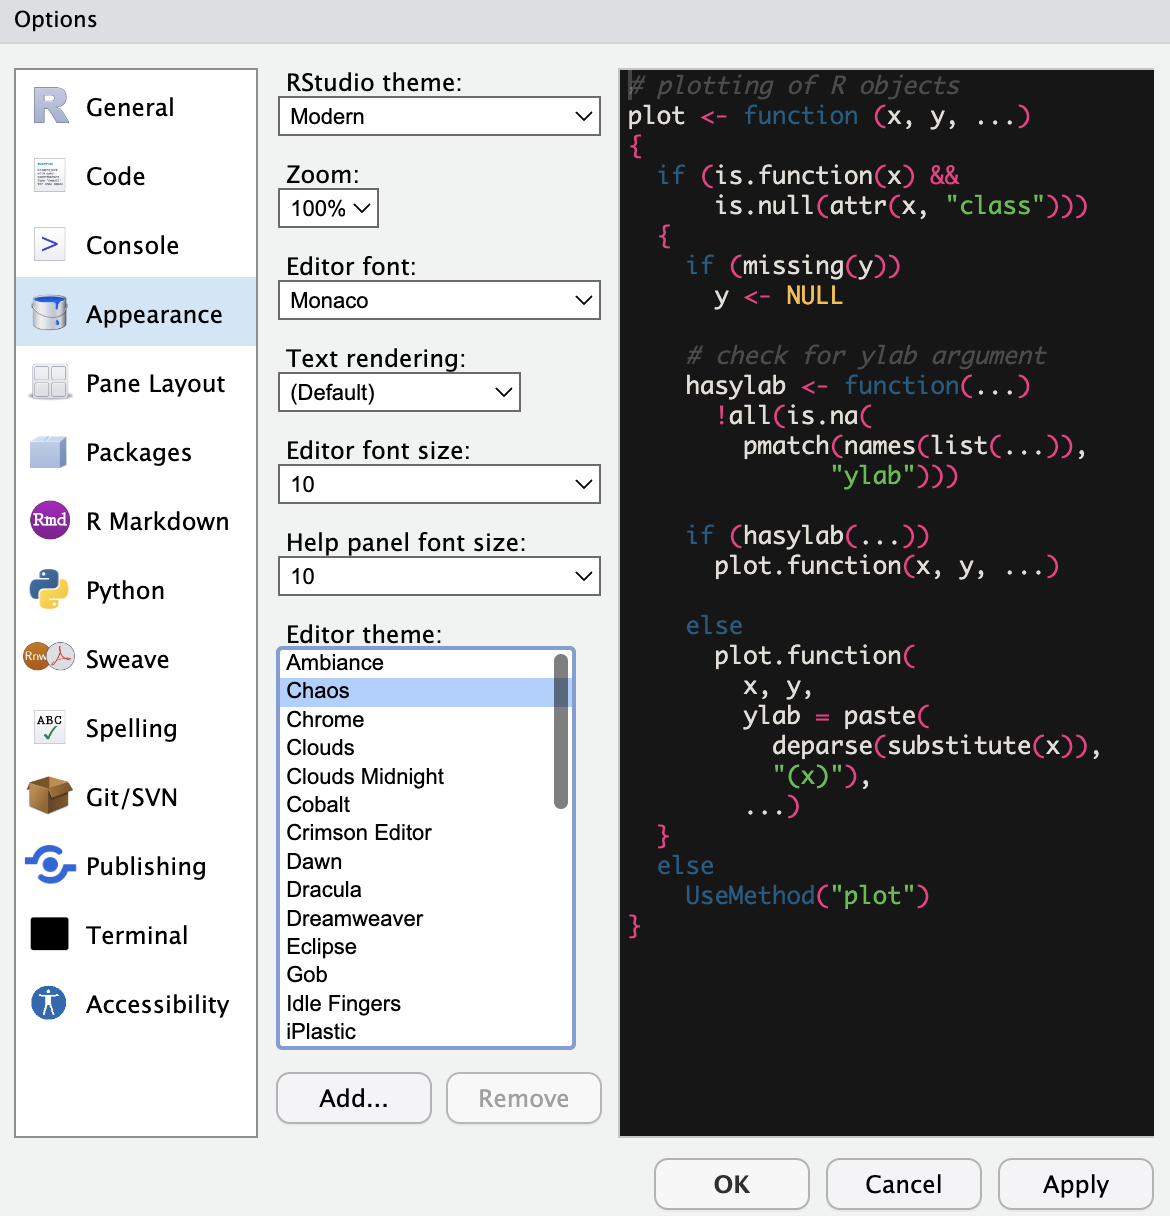 Options
General
Code
>
Console
Appearance
Pane Layout
Packages
Rmd
R Markdown
Python
Rnw
Sweave
ABC
Spelling
Git/SVN
Publishing
Terminal
Accessibility
RStudio theme:
Modern
Zoom:
100%
Editor font:
Monaco
Text rendering:
(Default)
Editor font size:
10
Help panel font size:
10
Editor theme:
Ambiance
Chaos
Chrome
Clouds
Clouds Midnight
Cobalt
Crimson Editor
Dawn
Dracula
Dreamweaver
Eclipse
Gob
Idle Fingers
iPlastic
Add...
Remove
# plotting of R objects
plot <- function (x, y, ...)
{
  if (is.function(x) &&
      is.null(attr(x, "class")))
  {
    if (missing(y))
      y <- NULL

    # check for ylab argument
    hasylab <- function(...)
      !all(is.na(
        pmatch(names(list(...)),
              "ylab")))

    if (hasylab(...))
      plot.function(x, y, ...)

    else
      plot.function(
        x, y,
        ylab = paste(
          deparse(substitute(x)),
          "(x)"),
        ...)
  }
  else
    UseMethod("plot")
}
OK
Cancel
Apply